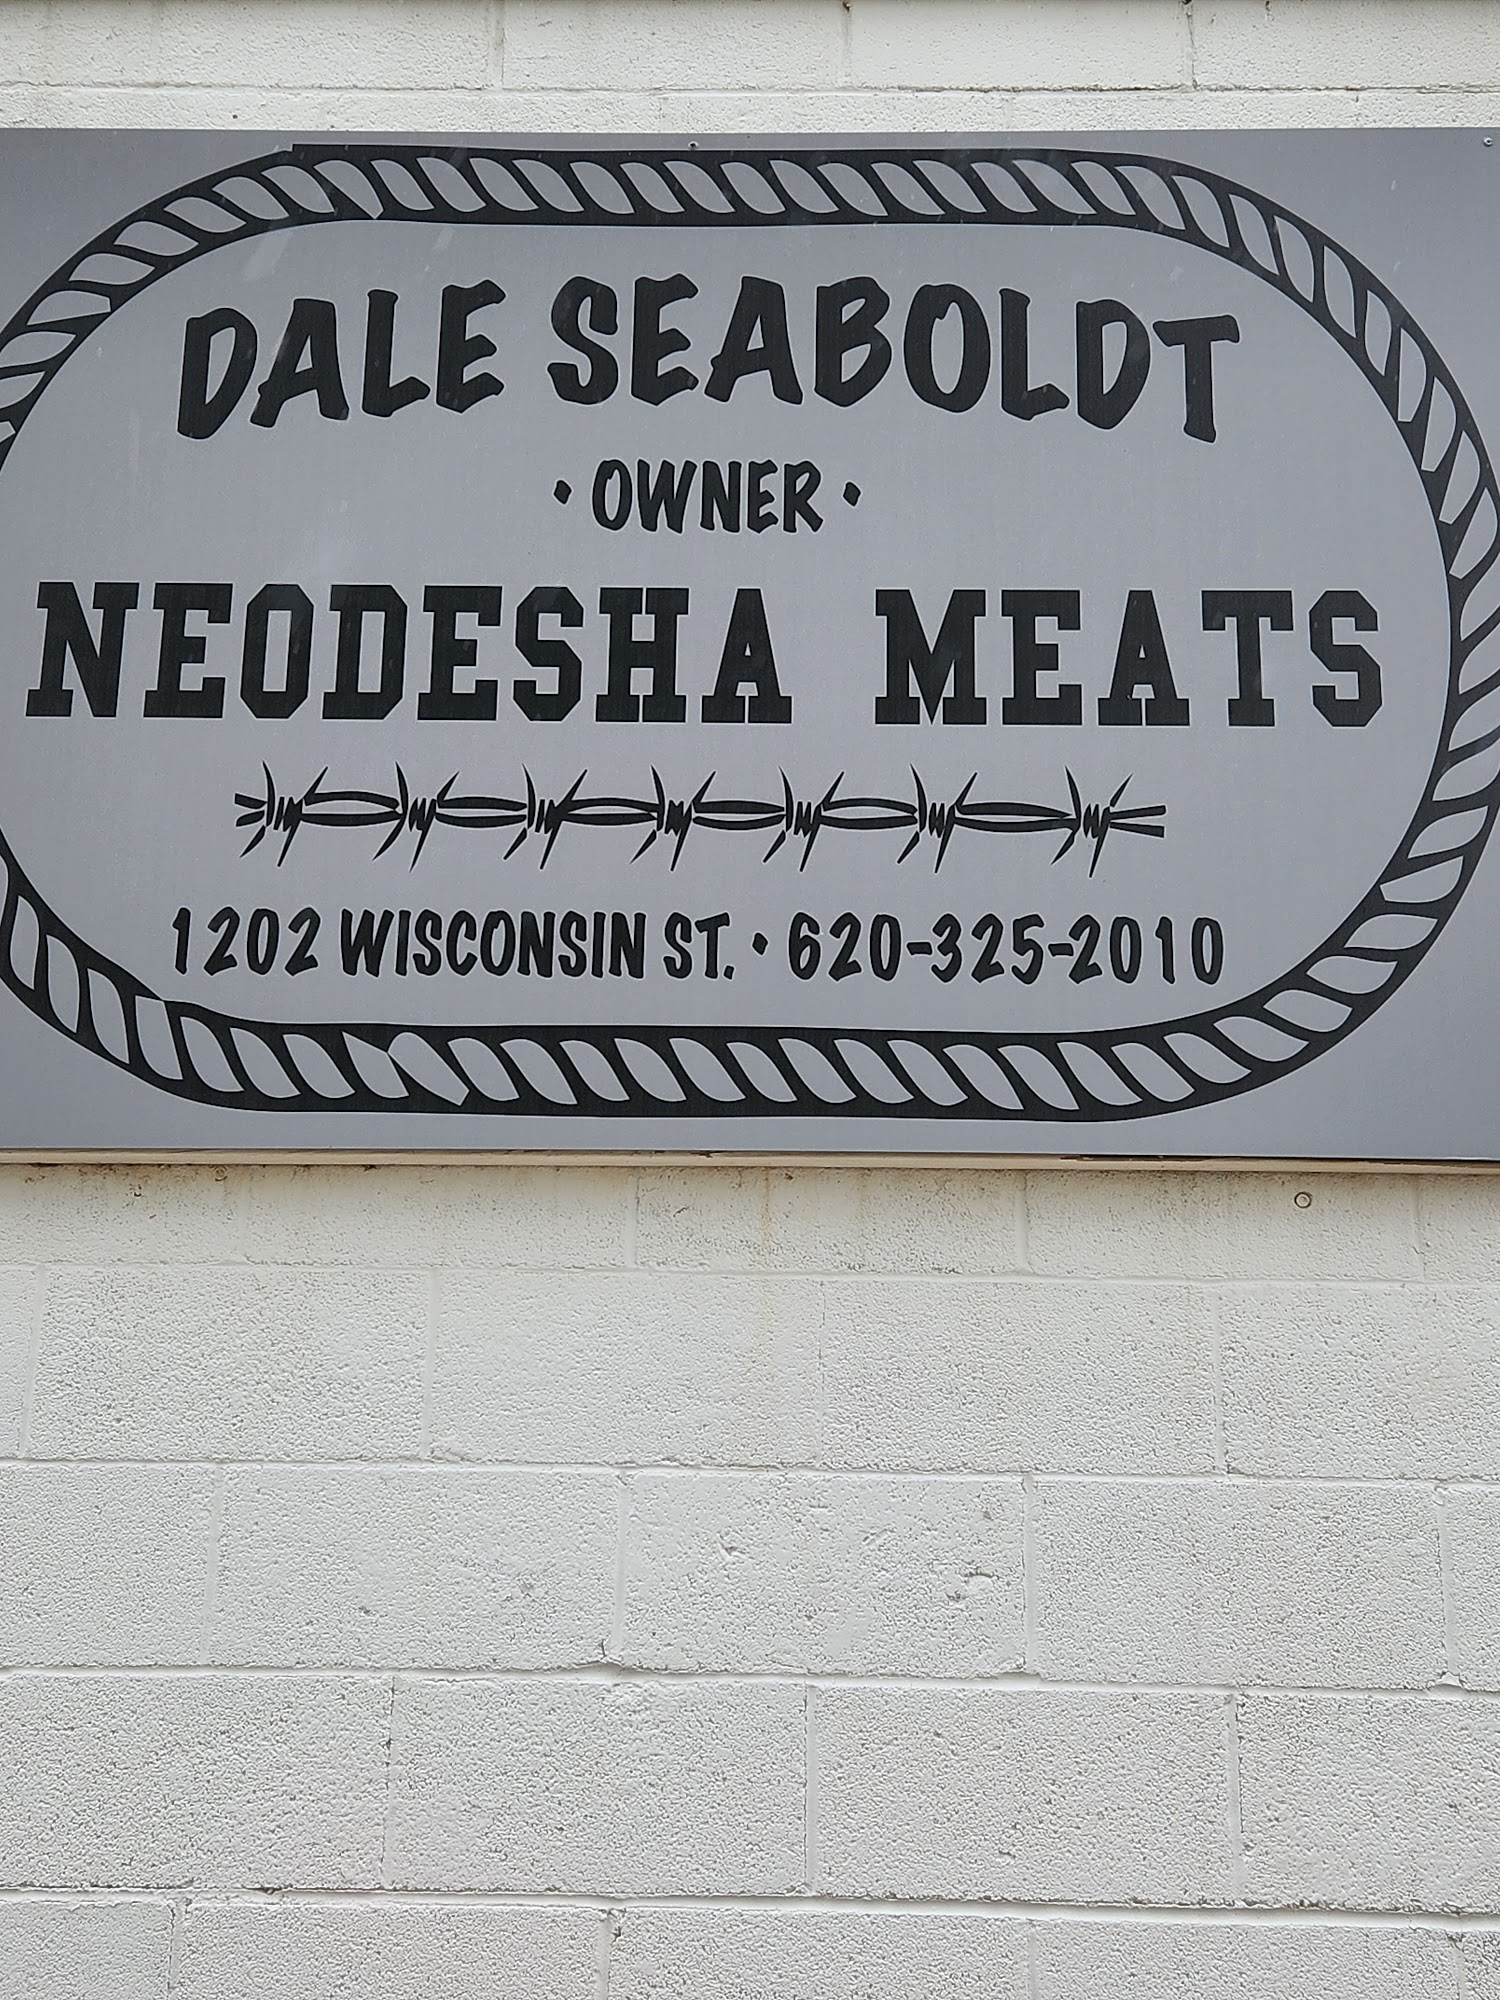 DALE SEABOLDT
• OWNER •
NEODESHA MEATS
1202 WISCONSIN ST. • 620-325-2010